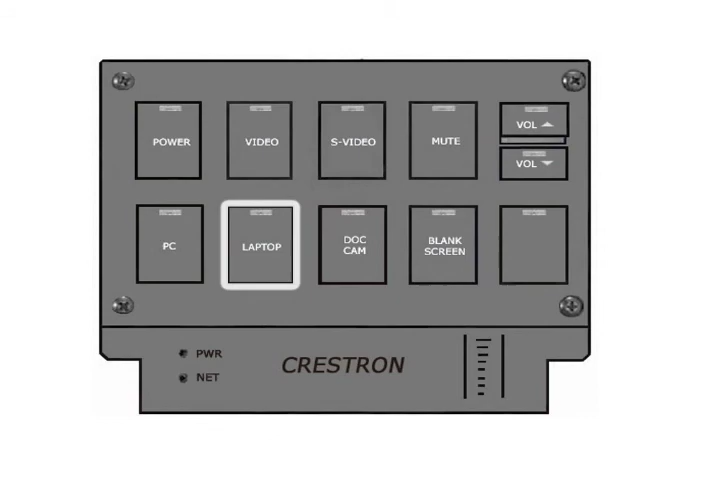 POWER
VIDEO
S-VIDEO
MUTE
VOL
VOL
PC
LAPTOP
DOC
CAM
BLANK
SCREEN
PWR
CRESTRON
NET